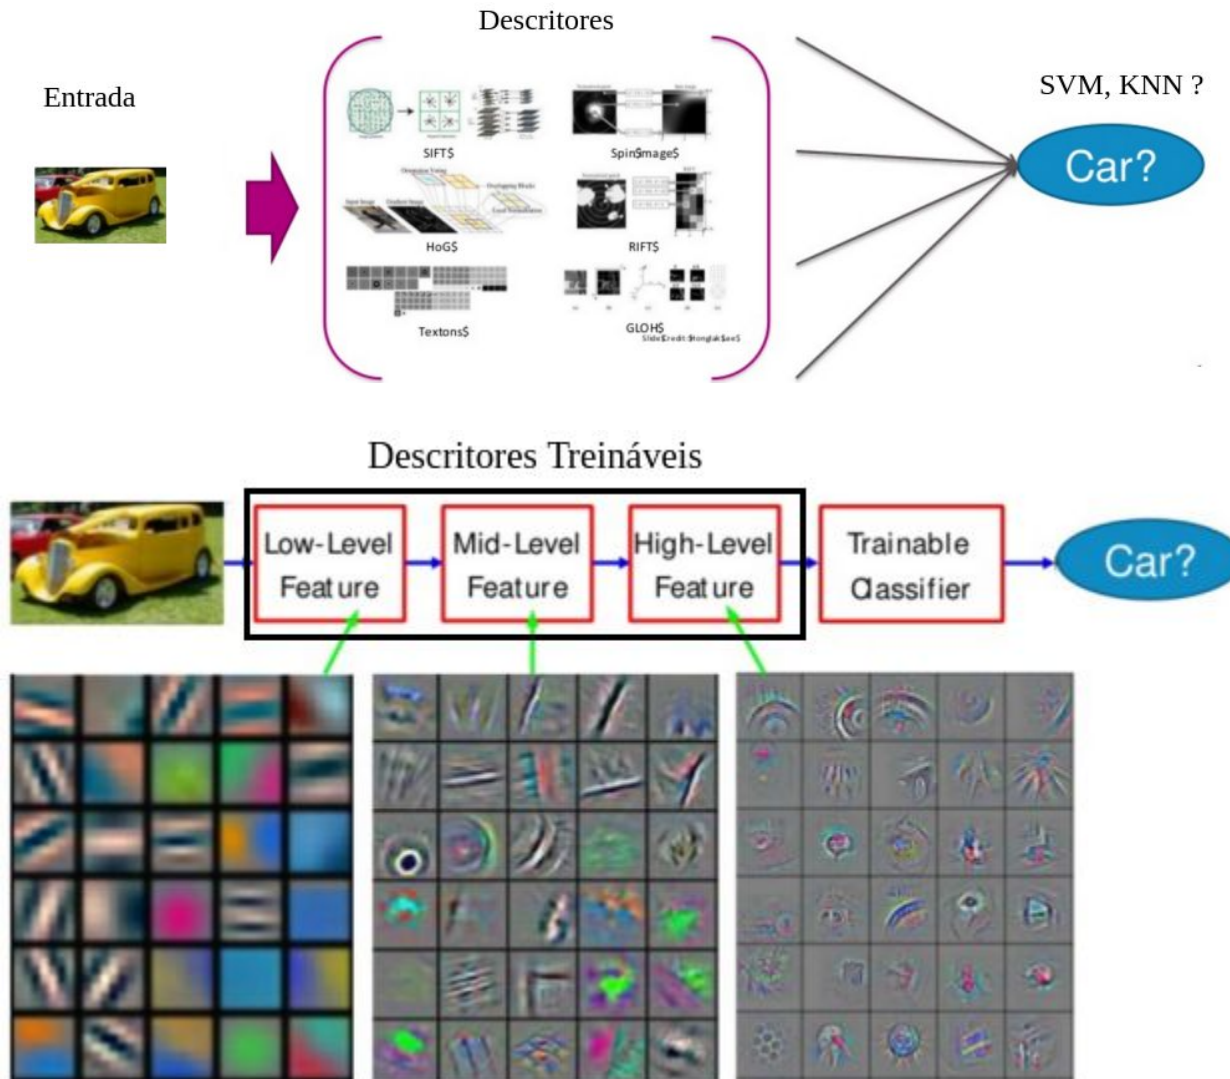 Descritores
Entrada
SVM, KNN ?
Car?
SIFT$
Spin$Image$
HoG$
RIFT$
Textons$
GLOH$
Descritores Treináveis
Low-Level
Feature
Mid-Level
Feature
High-Level
Feature
Trainable
Classifier
Car?